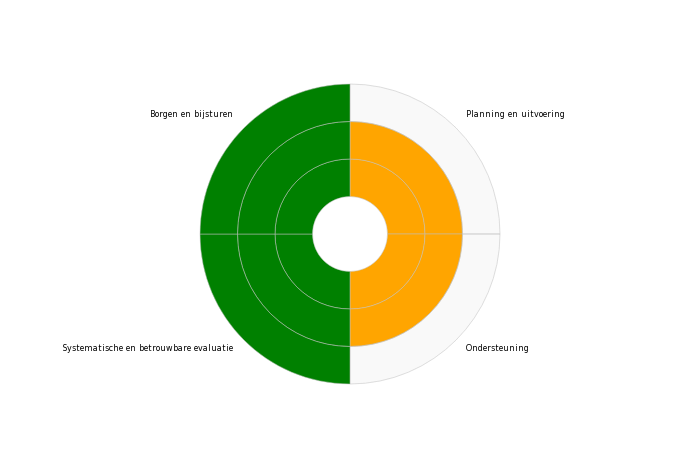 Borgen en bijsturen
Planning en uitvoering
Systematische en betrouwbare evaluatie
Ondersteuning